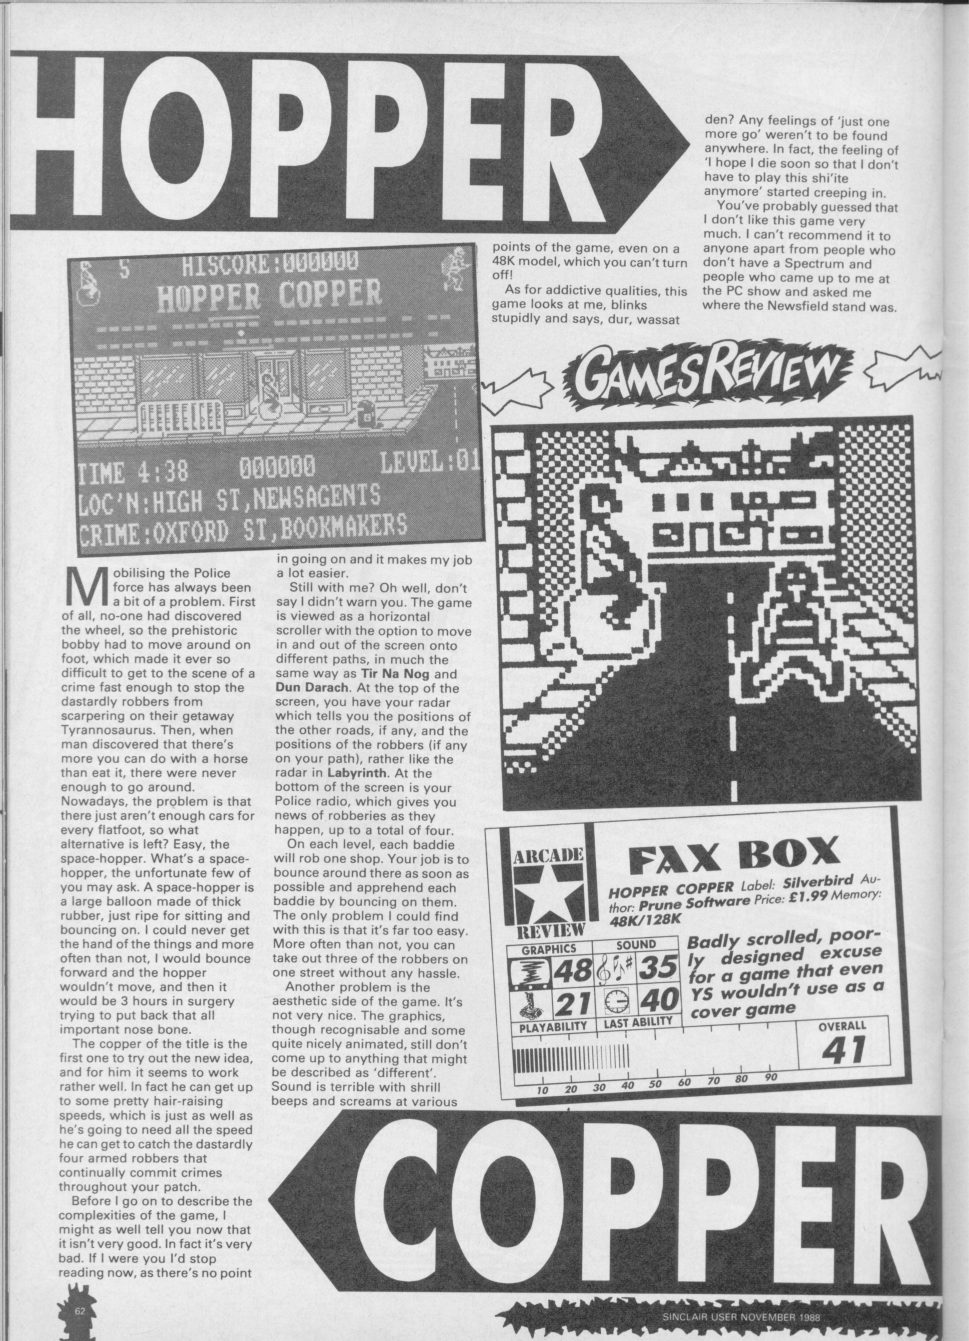 HOPPER
5 HISCORE:000000
HOPPER COPPER
TIME 4:38 000000 LEVEL:01
LOC'N:HIGH ST,NEWSAGENTS
CRIME:OXFORD ST,BOOKMAKERS
Mobilising the Police
force has always been
a bit of a problem. First
of all, no-one had discovered
the wheel, so the prehistoric
bobby had to move around on
foot, which made it ever so
difficult to get to the scene of a
crime fast enough to stop the
dastardly robbers from
scarpering on their getaway
Tyrannosaurus. Then, when
man discovered that there's
more you can do with a horse
than eat it, there were never
enough to go around.
Nowadays, the problem is that
there just aren't enough cars for
every flatfoot, so what
alternative is left? Easy, the
space-hopper. What's a space-
hopper, the unfortunate few of
you may ask. A space-hopper is
a large balloon made of thick
rubber, just ripe for sitting and
bouncing on. I could never get
the hand of the things and more
often than not, I would bounce
forward and the hopper
wouldn't move, and then it
would be 3 hours in surgery
trying to put back that all
important nose bone.
The copper of the title is the
first one to try out the new idea,
and for him it seems to work
rather well. In fact he can get up
to some pretty hair-raising
speeds, which is just as well as
he's going to need all the speed
he can get to catch the dastardly
four armed robbers that
continually commit crimes
throughout your patch.
Before I go on to describe the
complexities of the game, I
might as well tell you now that
it isn't very good. In fact it's very
bad. If I were you I'd stop
reading now, as there's no point
in going on and it makes my job
a lot easier.
Still with me? Oh well, don't
say I didn't warn you. The game
is viewed as a horizontal
scroller with the option to move
in and out of the screen onto
different paths, in much the
same way as Tir Na Nog and
Dun Darach. At the top of the
screen, you have your radar
which tells you the positions of
the other roads, if any, and the
positions of the robbers (if any
on your path), rather like the
radar in Labyrinth. At the
bottom of the screen is your
Police radio, which gives you
news of robberies as they
happen, up to a total of four.
On each level, each baddie
will rob one shop. Your job is to
bounce around there as soon as
possible and apprehend each
baddie by bouncing on them.
The only problem I could find
with this is that it's far too easy.
More often than not, you can
take out three of the robbers on
one street without any hassle.
Another problem is the
aesthetic side of the game. It's
not very nice. The graphics,
though recognisable and some
quite nicely animated, still don't
come up to anything that might
be described as 'different'.
Sound is terrible with shrill
beeps and screams at various
points of the game, even on a
48K model, which you can't turn
off!
As for addictive qualities, this
game looks at me, blinks
stupidly and says, dur, wassat
den? Any feelings of 'just one
more go' weren't to be found
anywhere. In fact, the feeling of
'I hope I die soon so that I don't
have to play this shi'ite
anymore' started creeping in.
You've probably guessed that
I don't like this game very
much. I can't recommend it to
anyone apart from people who
don't have a Spectrum and
people who came up to me at
the PC show and asked me
where the Newsfield stand was.
GAMES REVIEW
ARCADE
REVIEW
FAX BOX
HOPPER COPPER Label: Silverbird Au-
thor: Prune Software Price: £1.99 Memory:
48K/128K
GRAPHICS SOUND
48 35
21 40
PLAYABILITY LAST ABILITY
Badly scrolled, poor-
ly designed excuse
for a game that even
YS wouldn't use as a
cover game
OVERALL
41
10 20 30 40 50 60 70 80 90
COPPER
62
SINCLAIR USER NOVEMBER 1988